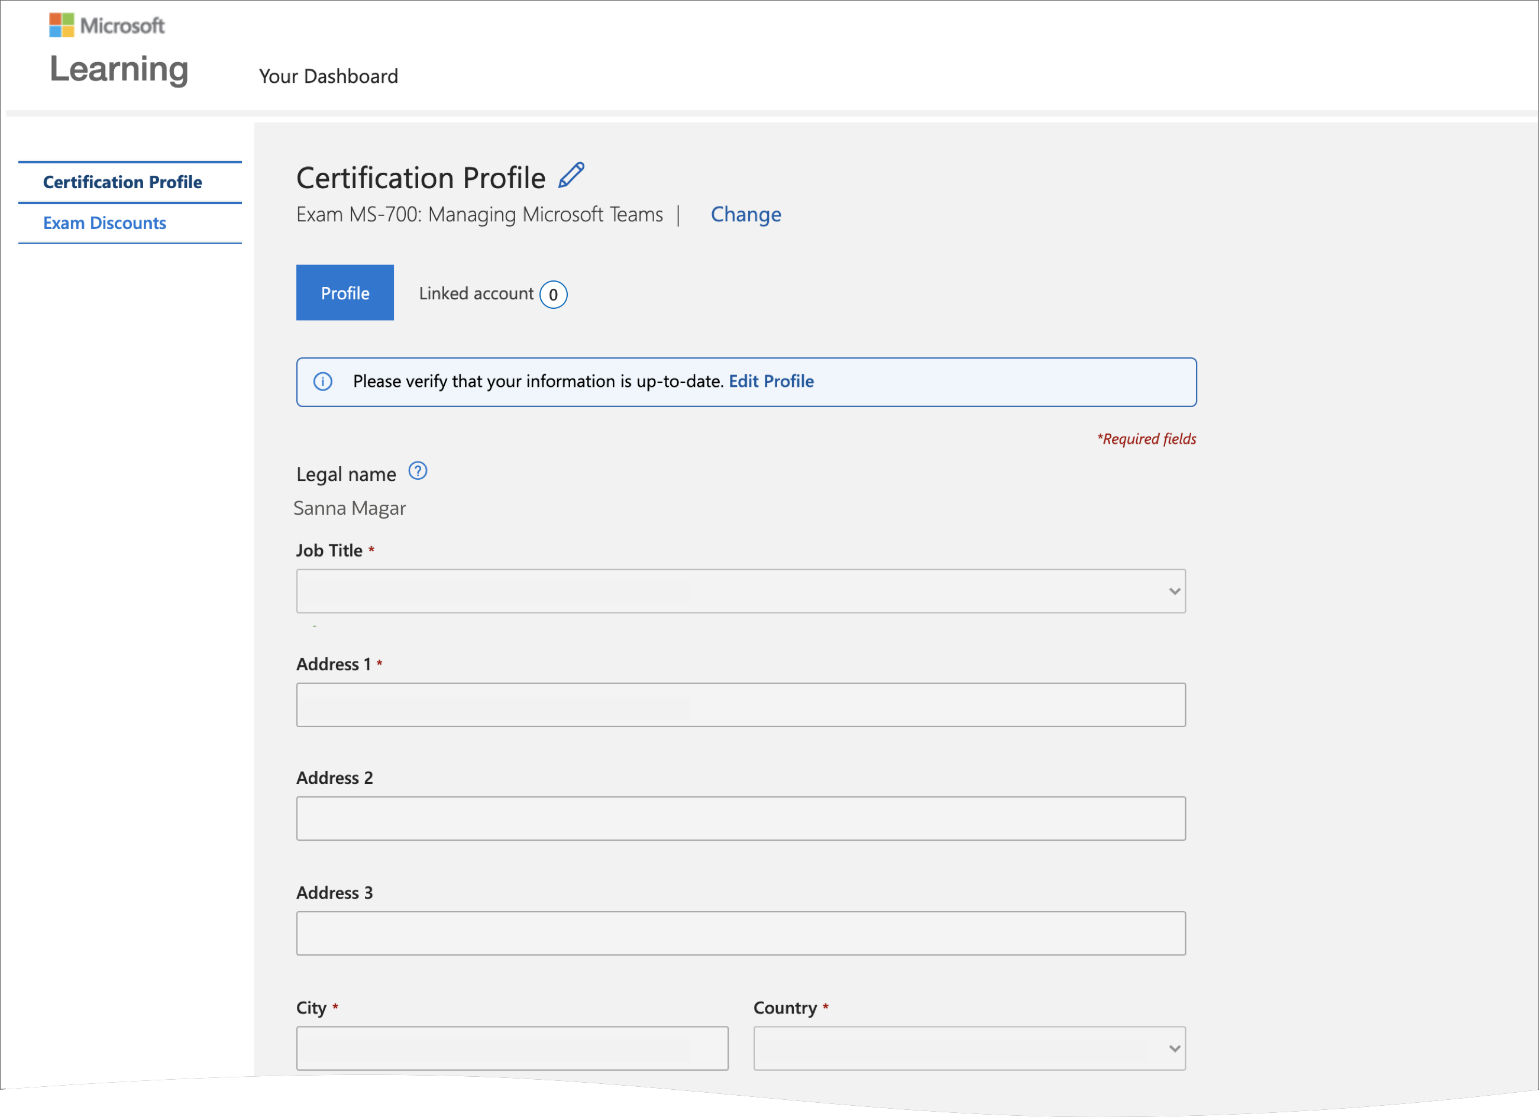 Microsoft
Learning
Your Dashboard
Certification Profile
Exam Discounts
Certification Profile
Exam MS-700: Managing Microsoft Teams | Change
Profile
Linked account 0
Please verify that your information is up-to-date. Edit Profile
*Required fields
Legal name ?
Sanna Magar
Job Title *
Address 1 *
Address 2
Address 3
City *
Country *